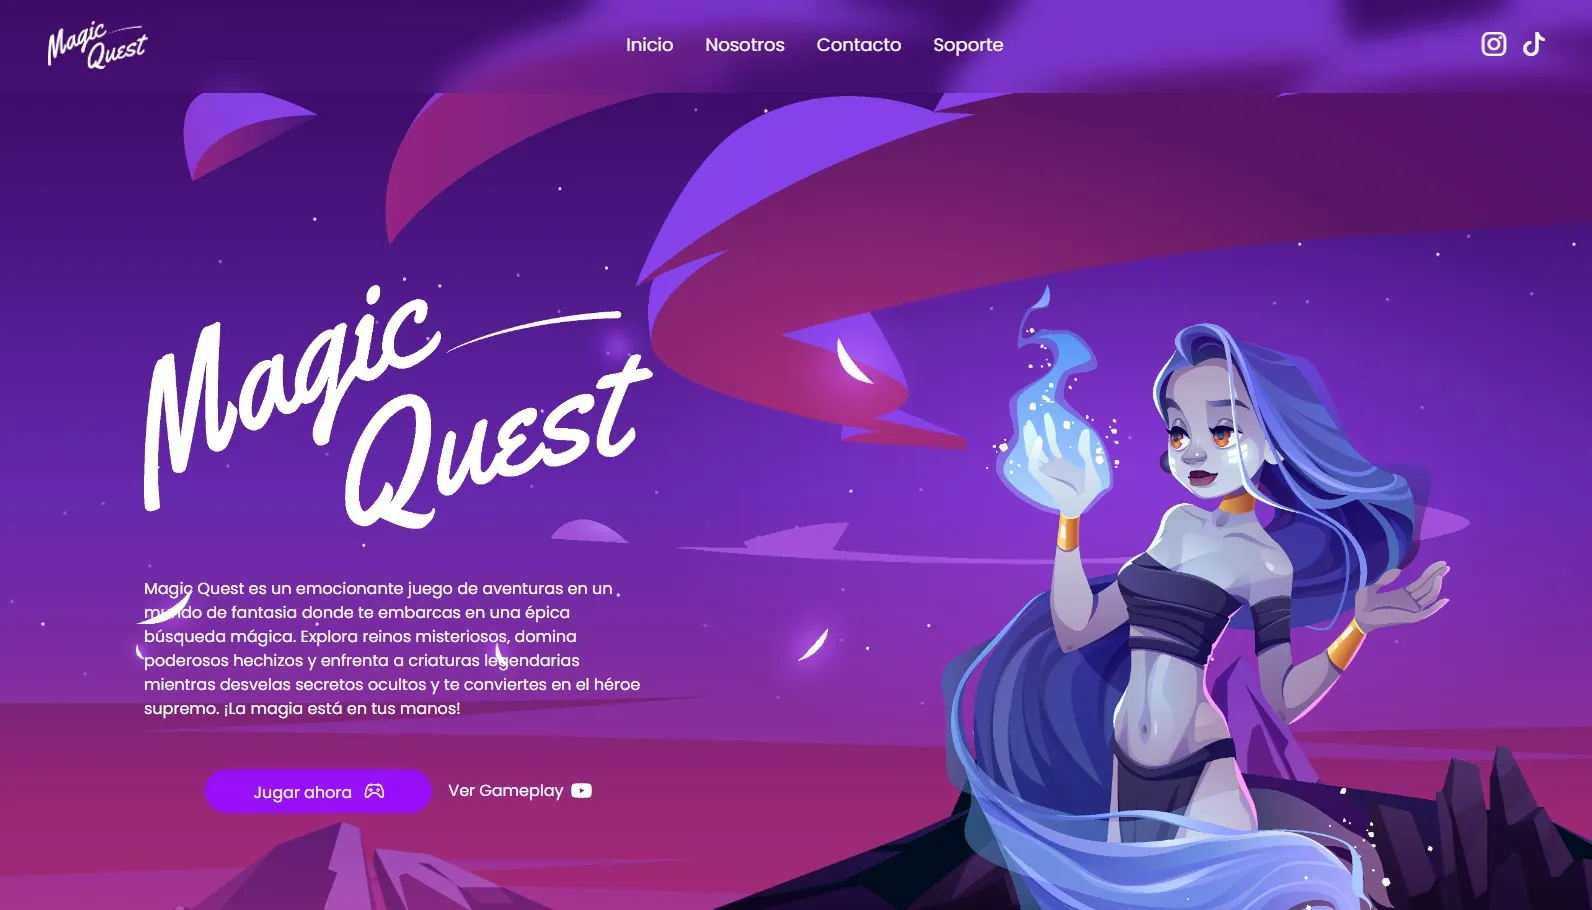 Magic
Quest
Inicio Nosotros Contacto Soporte
Magic
Quest
Magic Quest es un emocionante juego de aventuras en un
mundo de fantasia donde te embarcas en una épica
búsqueda mágica. Explora reinos misteriosos, domina
poderosos hechizos y enfrenta a criaturas legendarias
mientras desvelas secretos ocultos y te conviertes en el héroe
supremo. ¡La magia está en tus manos!
Jugar ahora
Ver Gameplay